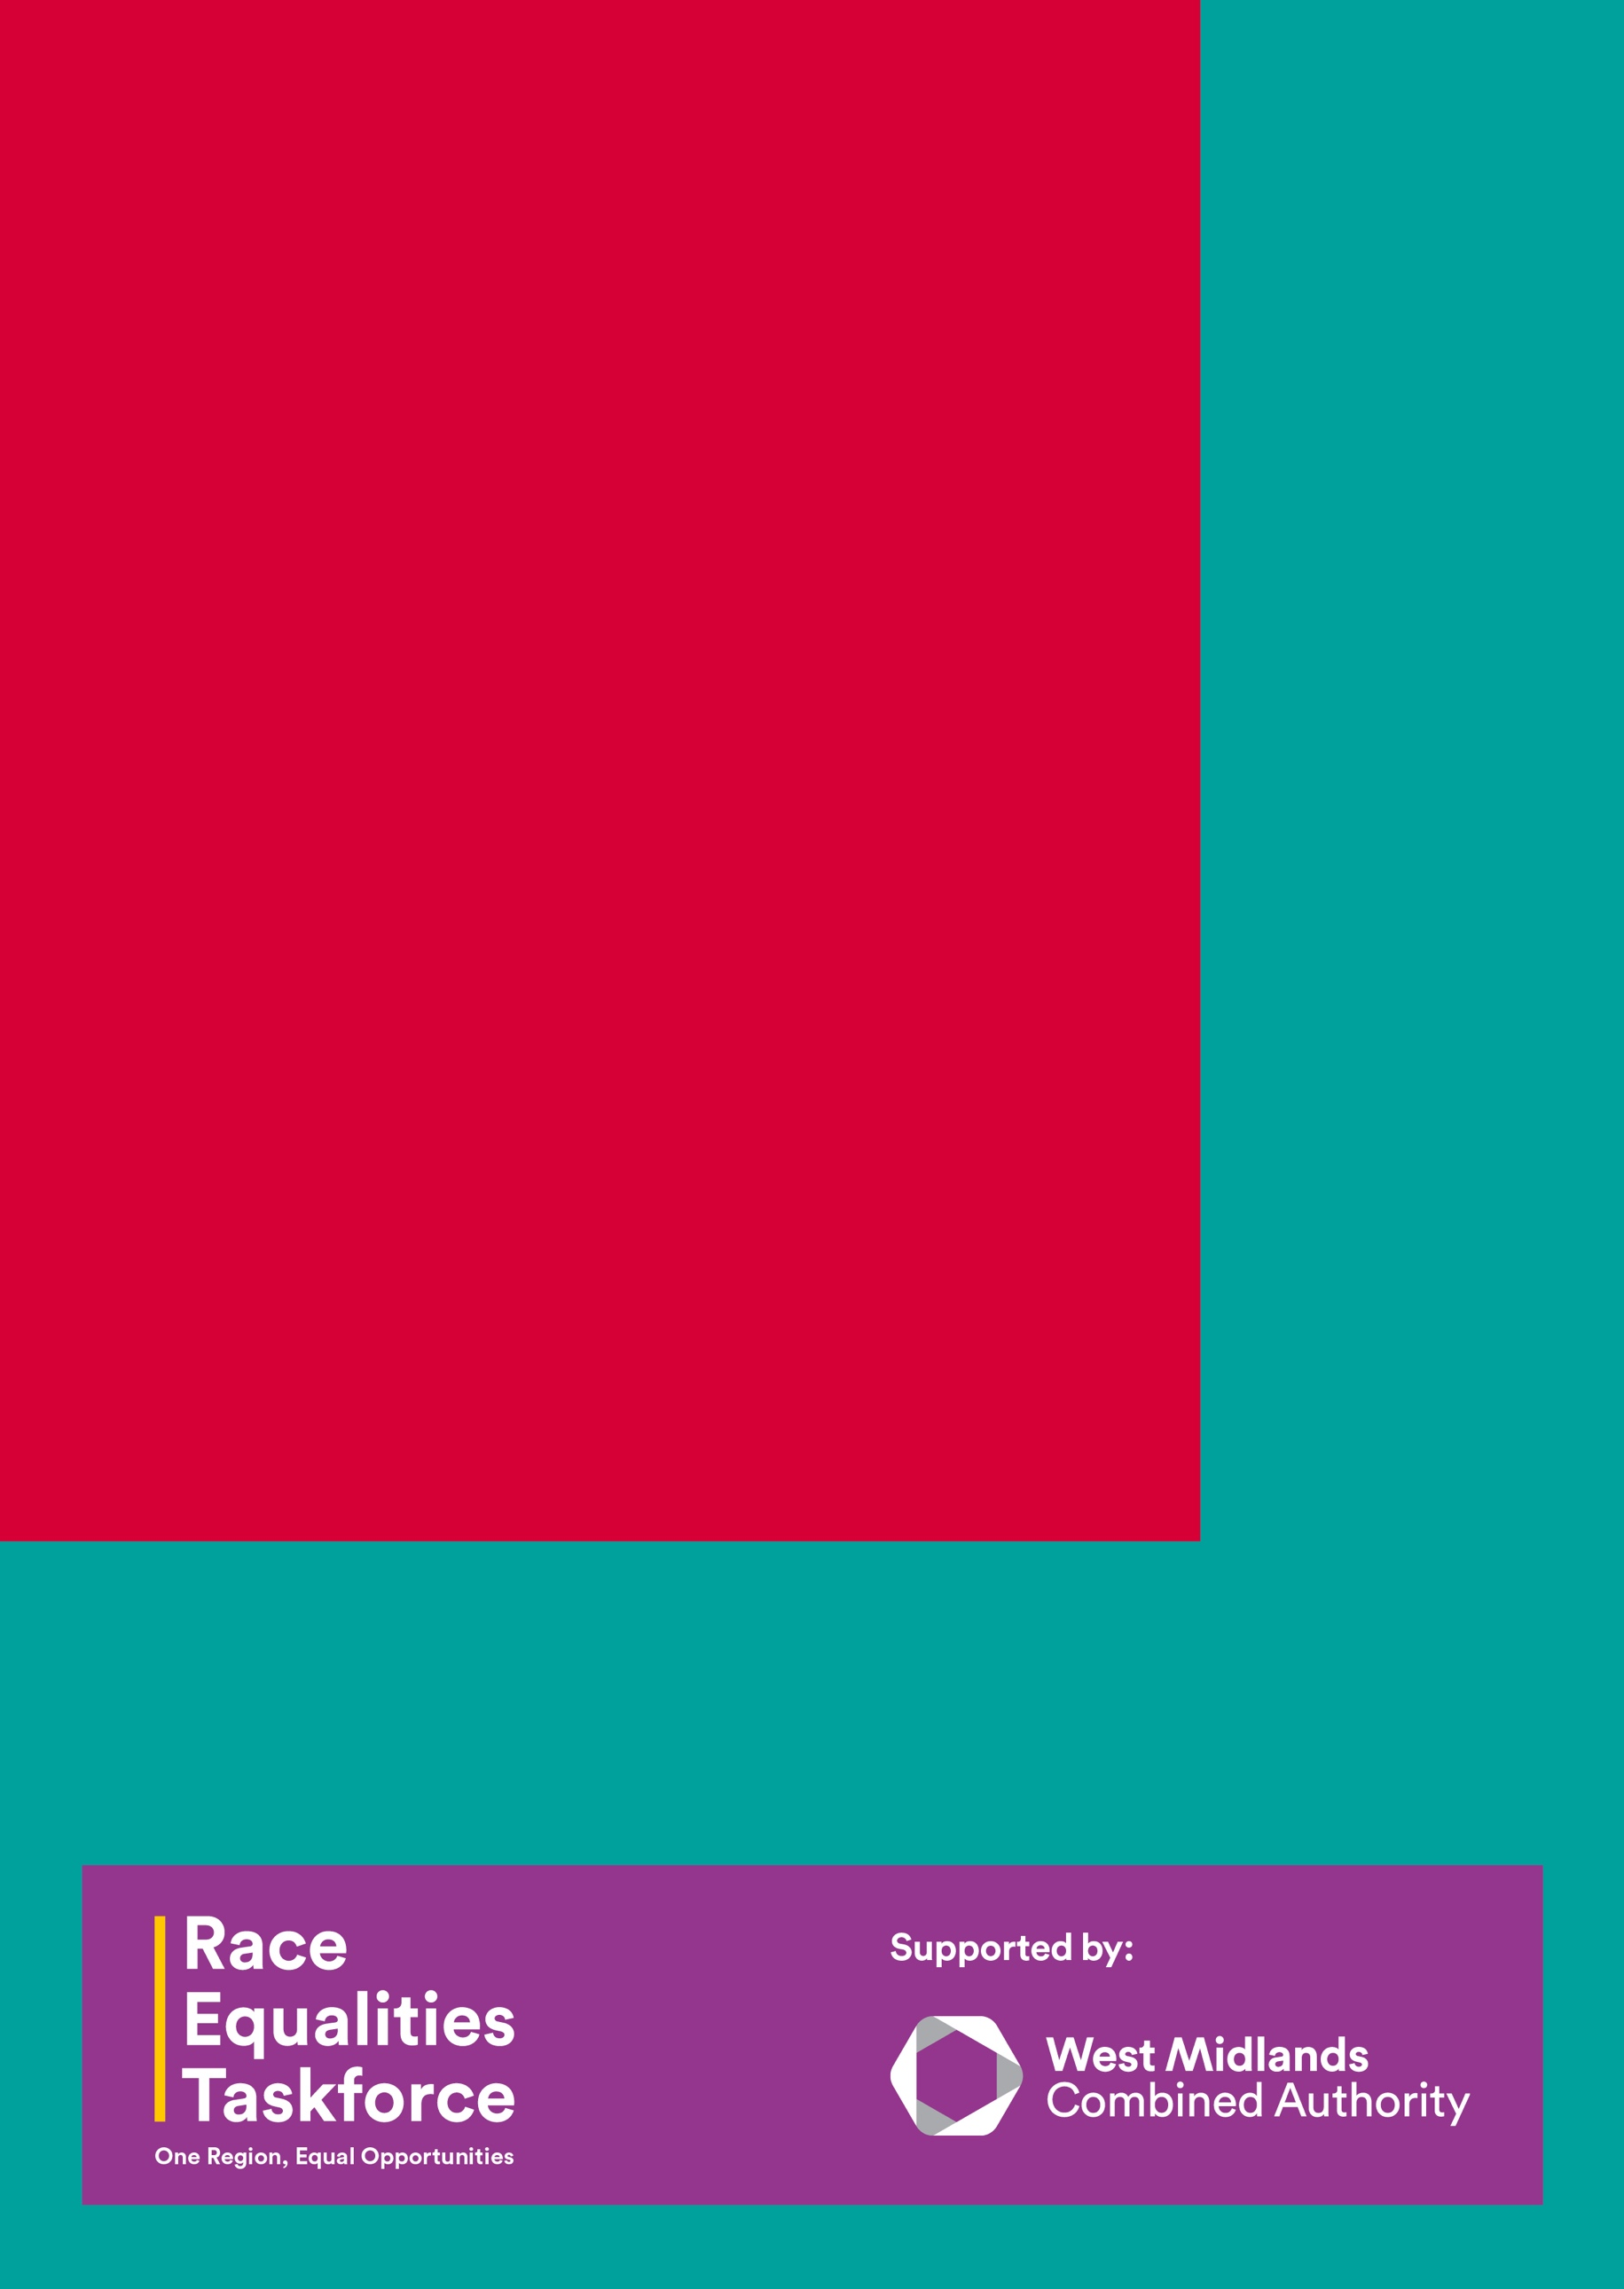 Race
Equalities
Taskforce
One Region, Equal Opportunities
Supported by:
West Midlands
Combined Authority